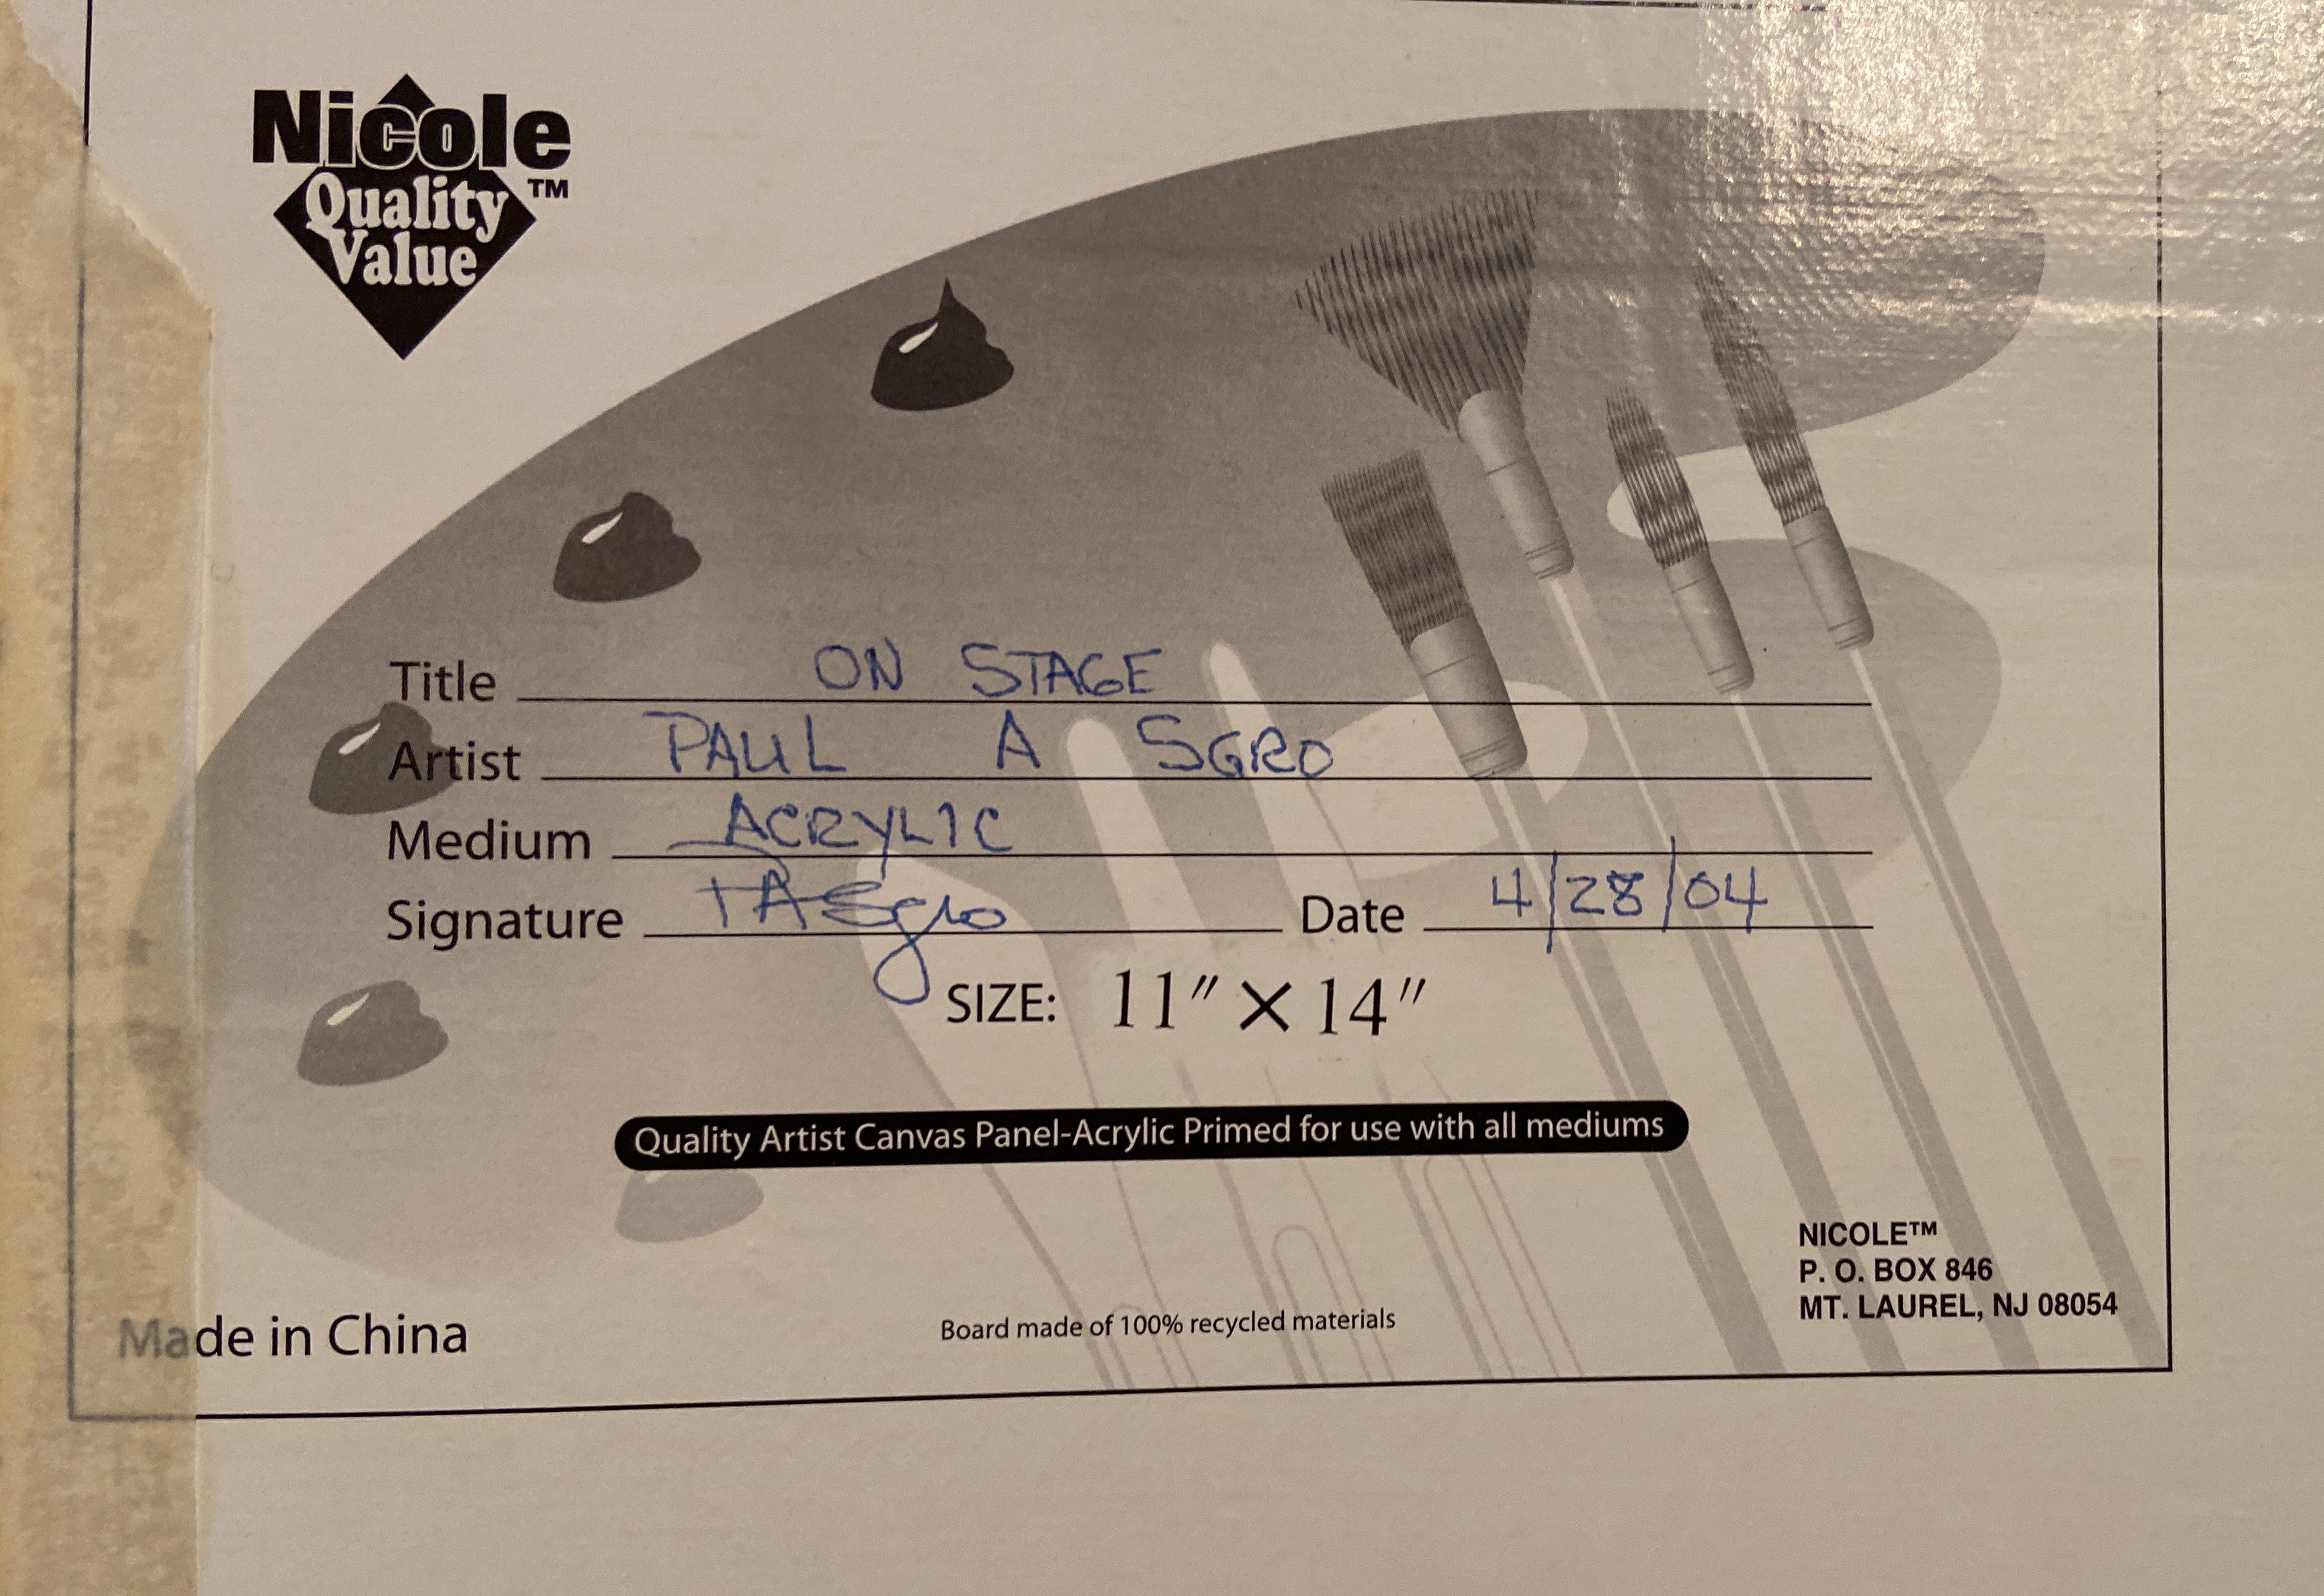 Nicole
Quality TM
Value
Title ON STAGE
Artist PAUL A SGRO
Medium ACRYLIC
Signature PASgro Date 4/28/04
SIZE: 11" X 14"
Quality Artist Canvas Panel-Acrylic Primed for use with all mediums
NICOLE™
P. O. BOX 846
MT. LAUREL, NJ 08054
Made in China
Board made of 100% recycled materials